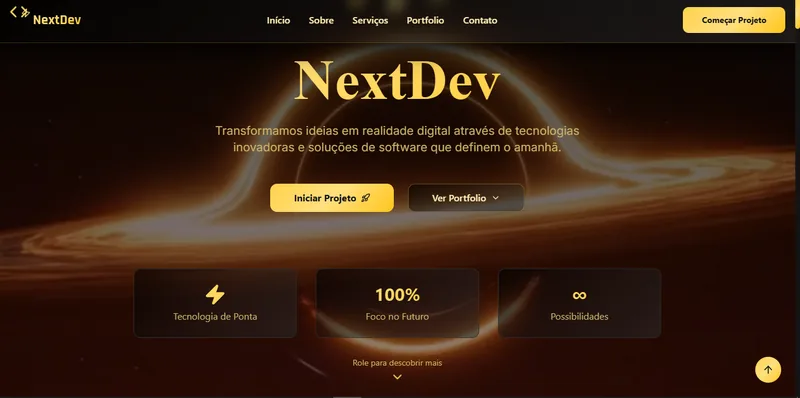 NextDev
Início Sobre Serviços Portfolio Contato
Começar Projeto
NextDev
Transformamos ideias em realidade digital através de tecnologias
inovadoras e soluções de software que definem o amanhã.
Iniciar Projeto
Ver Portfolio
100%
∞
Tecnologia de Ponta
Foco no Futuro
Possibilidades
Role para descobrir mais